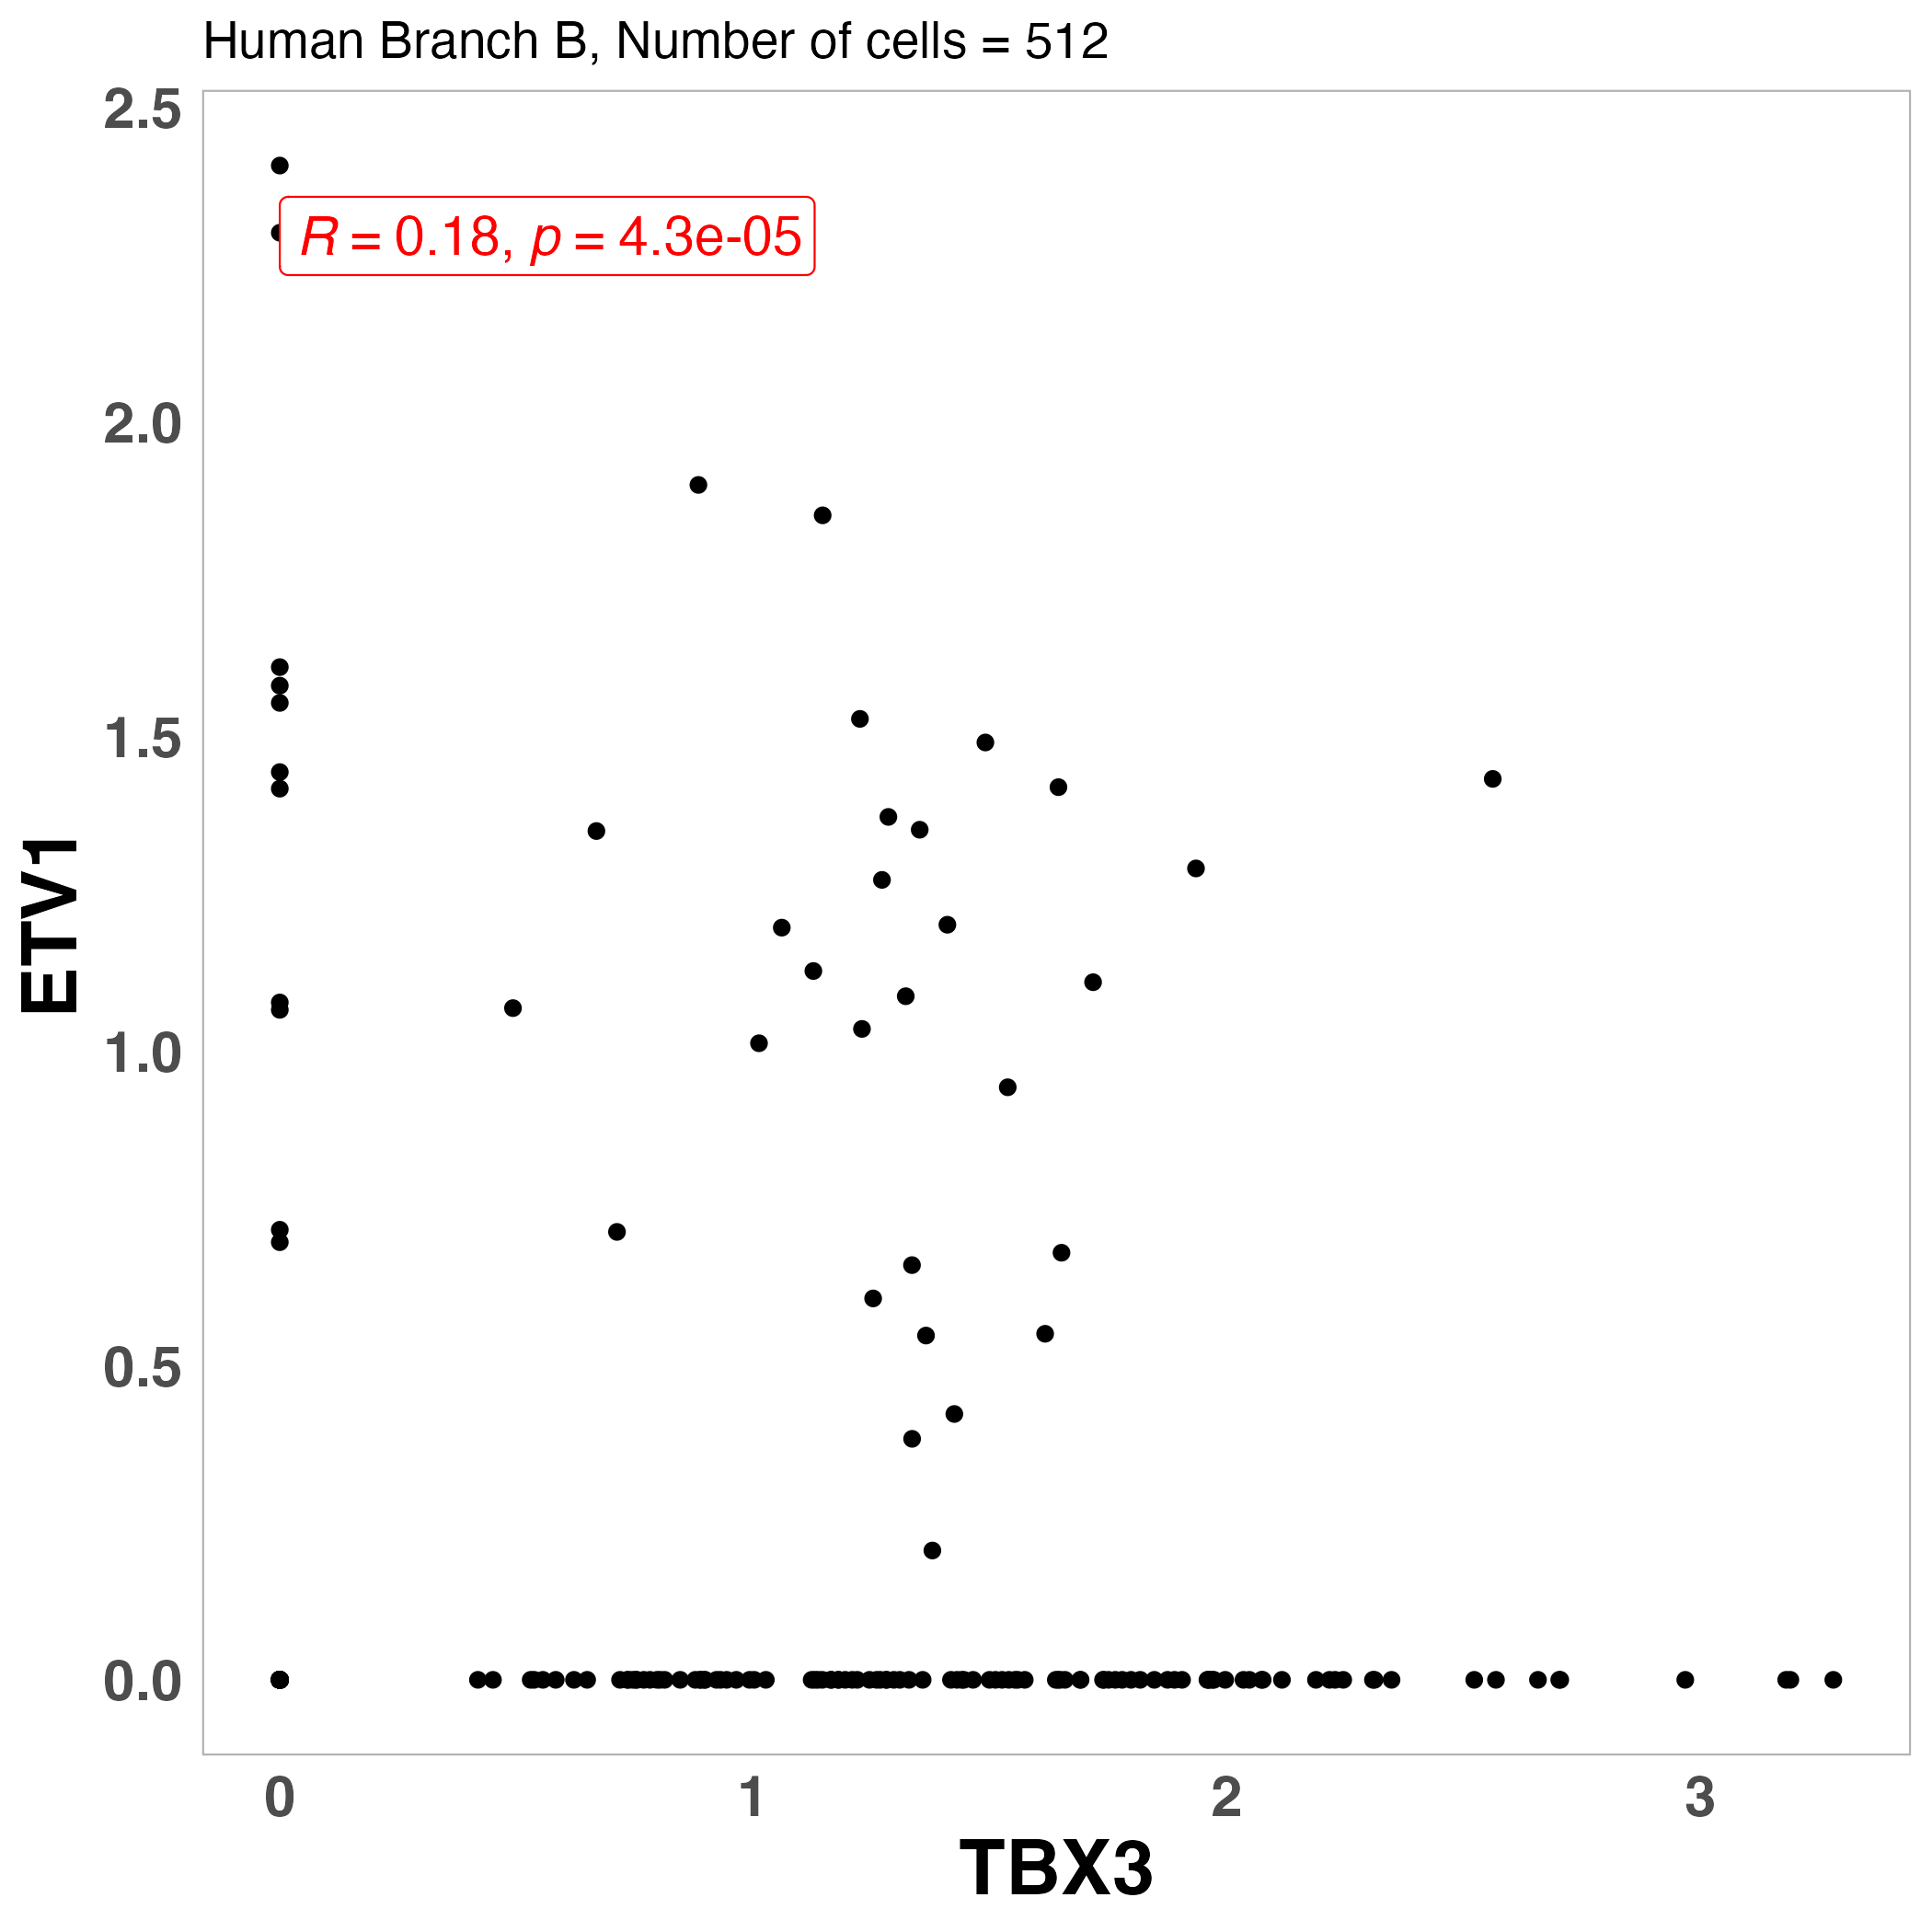 Human Branch B, Number of cells = 512
2.5
R = 0.18, p = 4.3e-05
2.0
1.5
1.0
0.5
0.0
ETV1
0 1 2 3
TBX3